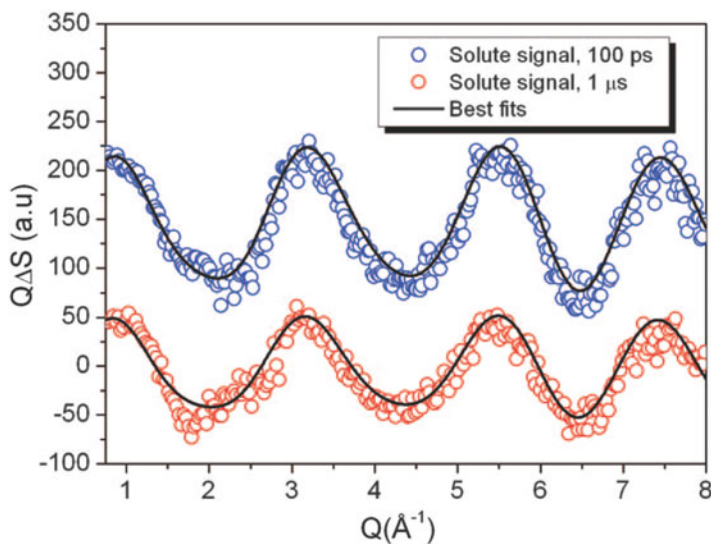 350
300
250
200
150
100
50
0
-50
-100
QΔS (a.u)
Solute signal, 100 ps
Solute signal, 1 μs
Best fits
1 2 3 4 5 6 7 8
Q(Å⁻¹)